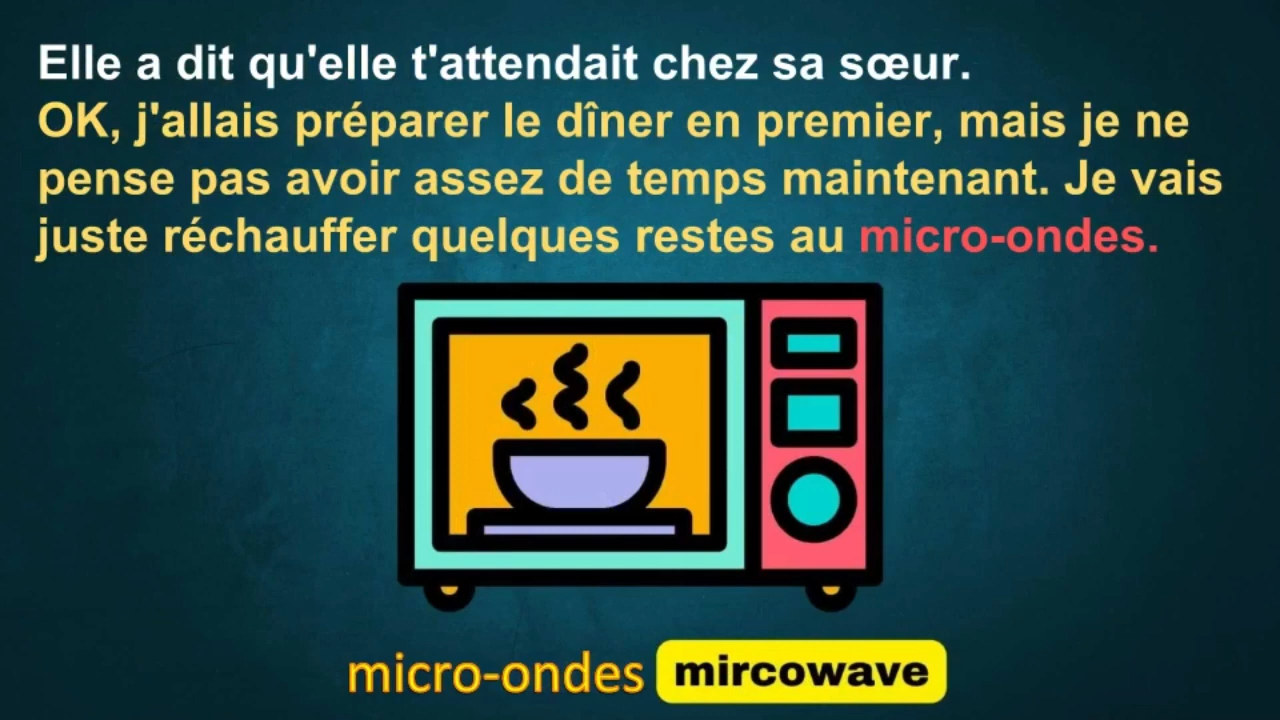 Elle a dit qu'elle t'attendait chez sa sœur.
OK, j'allais préparer le dîner en premier, mais je ne
pense pas avoir assez de temps maintenant. Je vais
juste réchauffer quelques restes au micro-ondes.
micro-ondes mircowave